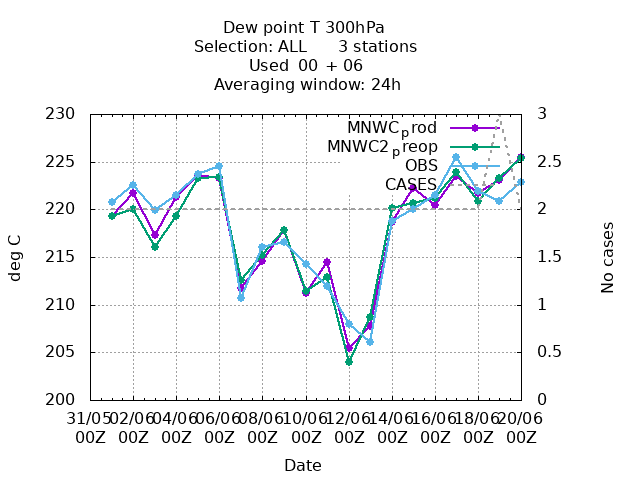 Dew point T 300hPa
Selection: ALL      3 stations
Used  00 + 06
Averaging window: 24h
230
225
220
215
210
205
200
deg C
3
2.5
2
1.5
1
0.5
0
No cases
MNWCprod
MNWC2preop
OBS
CASES
31/05 02/06 04/06 06/06 08/06 10/06 12/06 14/06 16/06 18/06 20/06
00Z 00Z 00Z 00Z 00Z 00Z 00Z 00Z 00Z 00Z 00Z
Date